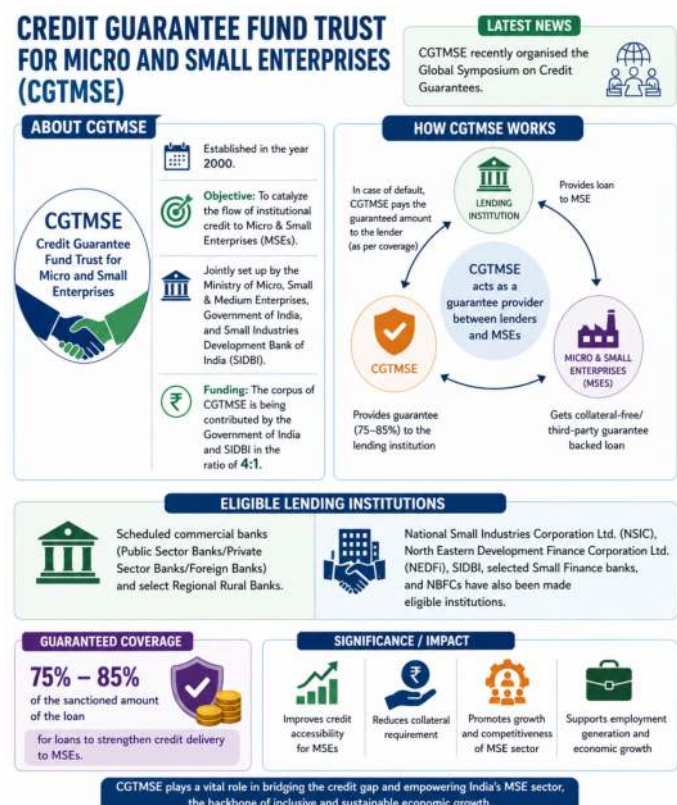 CREDIT GUARANTEE FUND TRUST
FOR MICRO AND SMALL ENTERPRISES
(CGTMSE)
LATEST NEWS
CGTMSE recently organised the
Global Symposium on Credit
Guarantees.
ABOUT CGTMSE
CGTMSE
Credit Guarantee
Fund Trust for
Micro and Small
Enterprises
Established in the year
2000.
Objective: To catalyze
the flow of institutional
credit to Micro & Small
Enterprises (MSEs).
Jointly set up by the
Ministry of Micro, Small
& Medium Enterprises,
Government of India,
and Small Industries
Development Bank of
India (SIDBI).
₹
Funding: The corpus of
CGTMSE is being
contributed by the
Government of India
and SIDBI in the
ratio of 4:1.
HOW CGTMSE WORKS
In case of default,
CGTMSE pays the
guaranteed amount
to the lender
(as per coverage)
LENDING
INSTITUTION
Provides loan
to MSE
CGTMSE
acts as a
guarantee provider
between lenders
and MSEs
CGTMSE
MICRO & SMALL
ENTERPRISES
(MSES)
Provides guarantee
(75–85%) to the
lending institution
Gets collateral-free/
third-party guarantee
backed loan
ELIGIBLE LENDING INSTITUTIONS
Scheduled commercial banks
(Public Sector Banks/Private
Sector Banks/Foreign Banks)
and select Regional Rural Banks.
National Small Industries Corporation Ltd. (NSIC),
North Eastern Development Finance Corporation Ltd.
(NEDFi), SIDBI, selected Small Finance banks,
and NBFCs have also been made
eligible institutions.
GUARANTEED COVERAGE
75% – 85%
of the sanctioned amount
of the loan
for loans to strengthen credit delivery
to MSEs.
SIGNIFICANCE / IMPACT
Improves credit
accessibility
for MSEs
₹
Reduces collateral
requirement
Promotes growth
and competitiveness
of MSE sector
Supports employment
generation and
economic growth
CGTMSE plays a vital role in bridging the credit gap and empowering India's MSE sector,
the backbone of inclusive and sustainable economic growth